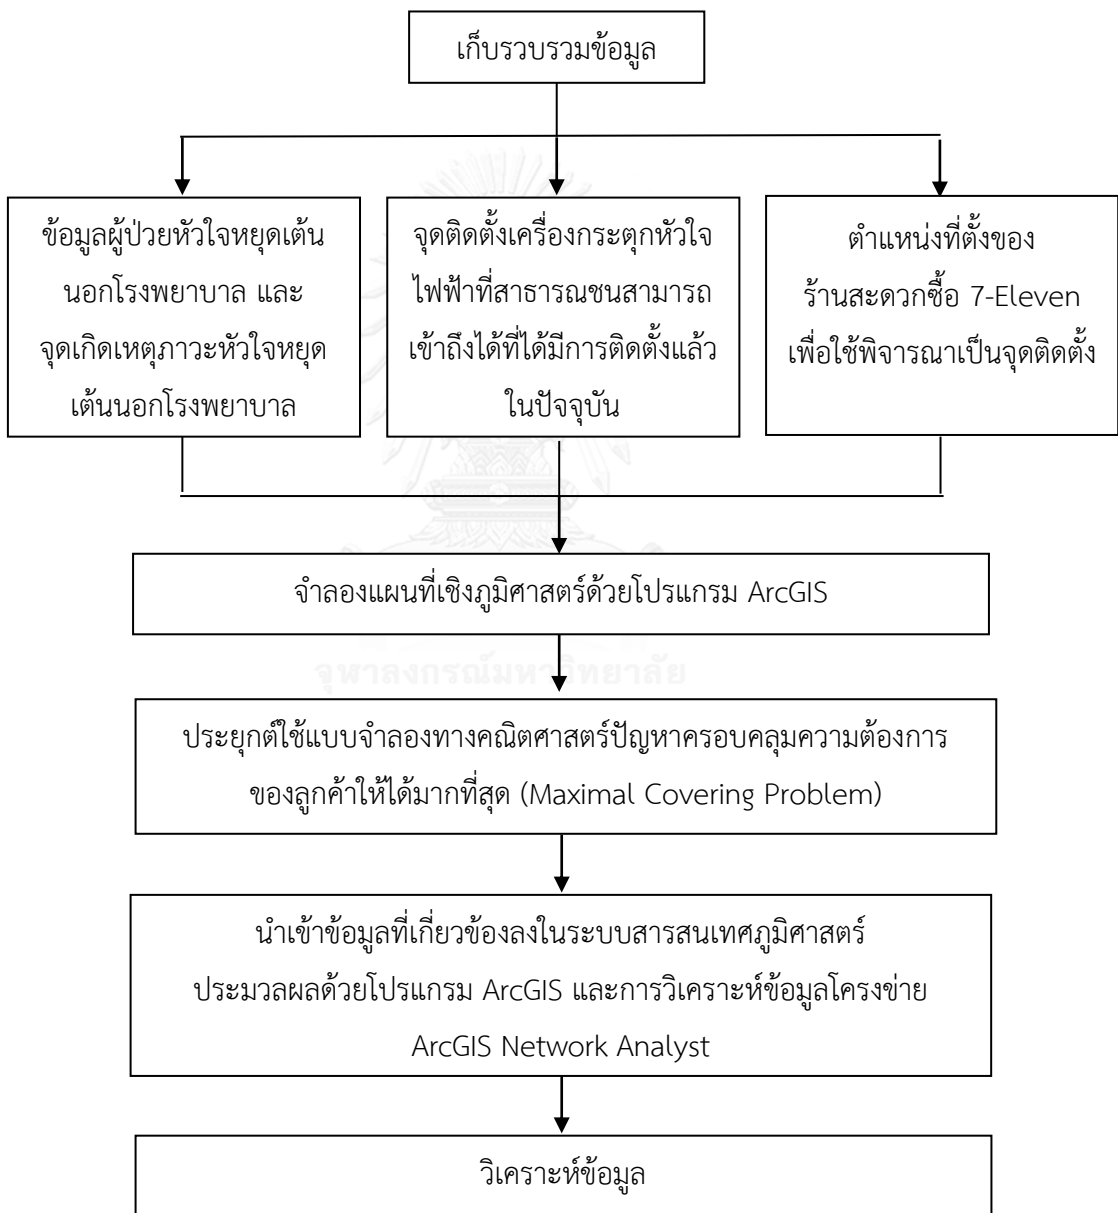 เก็บรวบรวมข้อมูล
ข้อมูลผู้ป่วยหัวใจหยุดเต้น
นอกโรงพยาบาล และ
จุดเกิดเหตุภาวะหัวใจหยุด
เต้นนอกโรงพยาบาล
จุดติดตั้งเครื่องกระตุกหัวใจ
ไฟฟ้าที่สาธารณชนสามารถ
เข้าถึงได้ที่ได้มีการติดตั้งแล้ว
ในปัจจุบัน
ตำแหน่งที่ตั้งของ
ร้านสะดวกซื้อ 7-Eleven
เพื่อใช้พิจารณาเป็นจุดติดตั้ง
จำลองแผนที่เชิงภูมิศาสตร์ด้วยโปรแกรม ArcGIS
จุฬาลงกรณ์มหาวิทยาลัย
ประยุกต์ใช้แบบจำลองทางคณิตศาสตร์ปัญหาครอบคลุมความต้องการ
ของลูกค้าให้ได้มากที่สุด (Maximal Covering Problem)
นำเข้าข้อมูลที่เกี่ยวข้องลงในระบบสารสนเทศภูมิศาสตร์
ประมวลผลด้วยโปรแกรม ArcGIS และการวิเคราะห์ข้อมูลโครงข่าย
ArcGIS Network Analyst
วิเคราะห์ข้อมูล